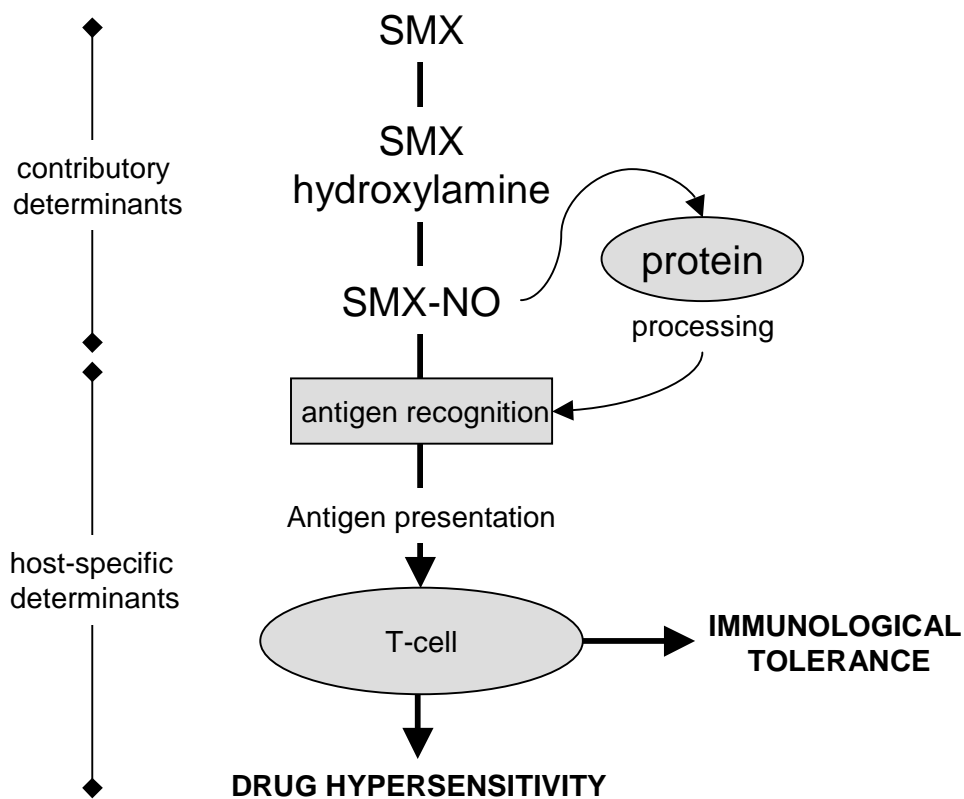 SMX
SMX
hydroxylamine
contributory
determinants
protein
SMX-NO
processing
antigen recognition
Antigen presentation
host-specific
determinants
T-cell
IMMUNOLOGICAL
TOLERANCE
DRUG HYPERSENSITIVITY